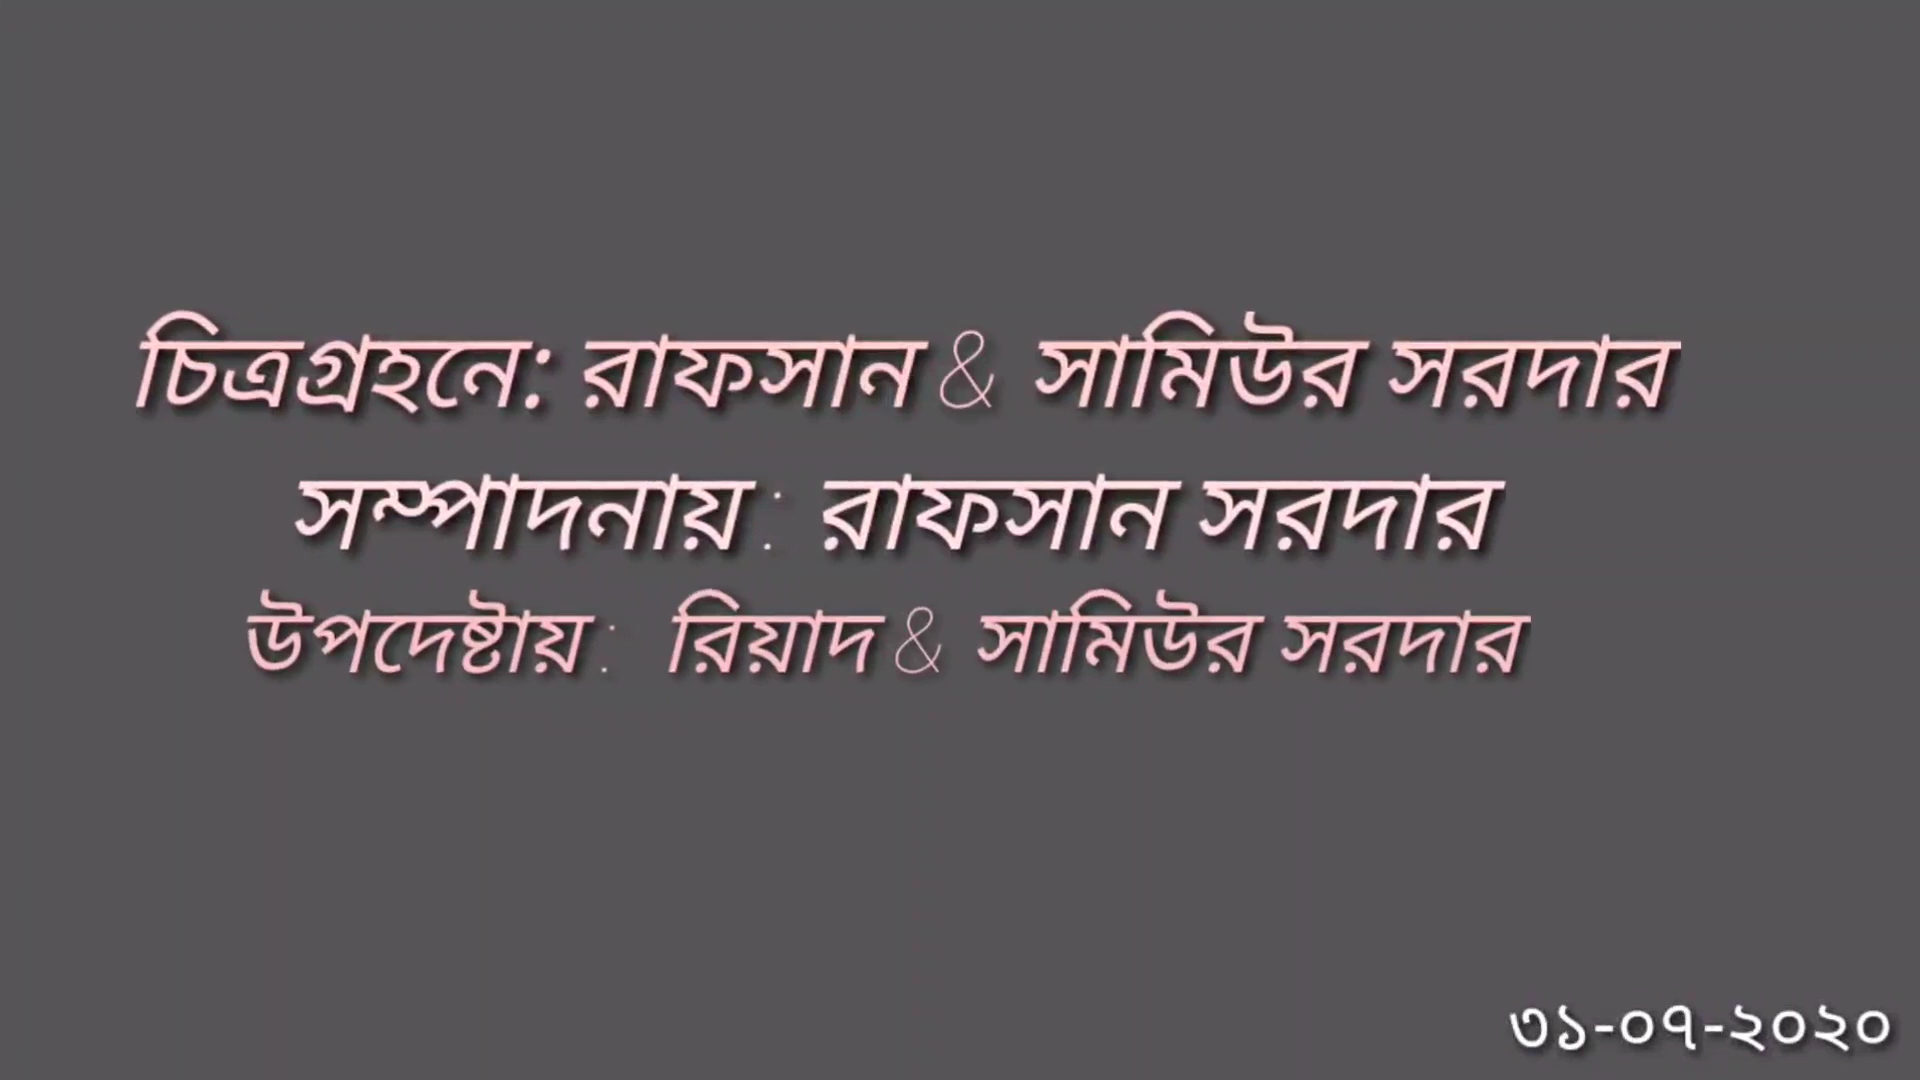 চিত্রগ্রহনে: রাফসান & সামিউর সরদার
সম্পাদনায় : রাফসান সরদার
উপদেষ্টায় : রিয়াদ & সামিউর সরদার
৩১-০৭-২০২০